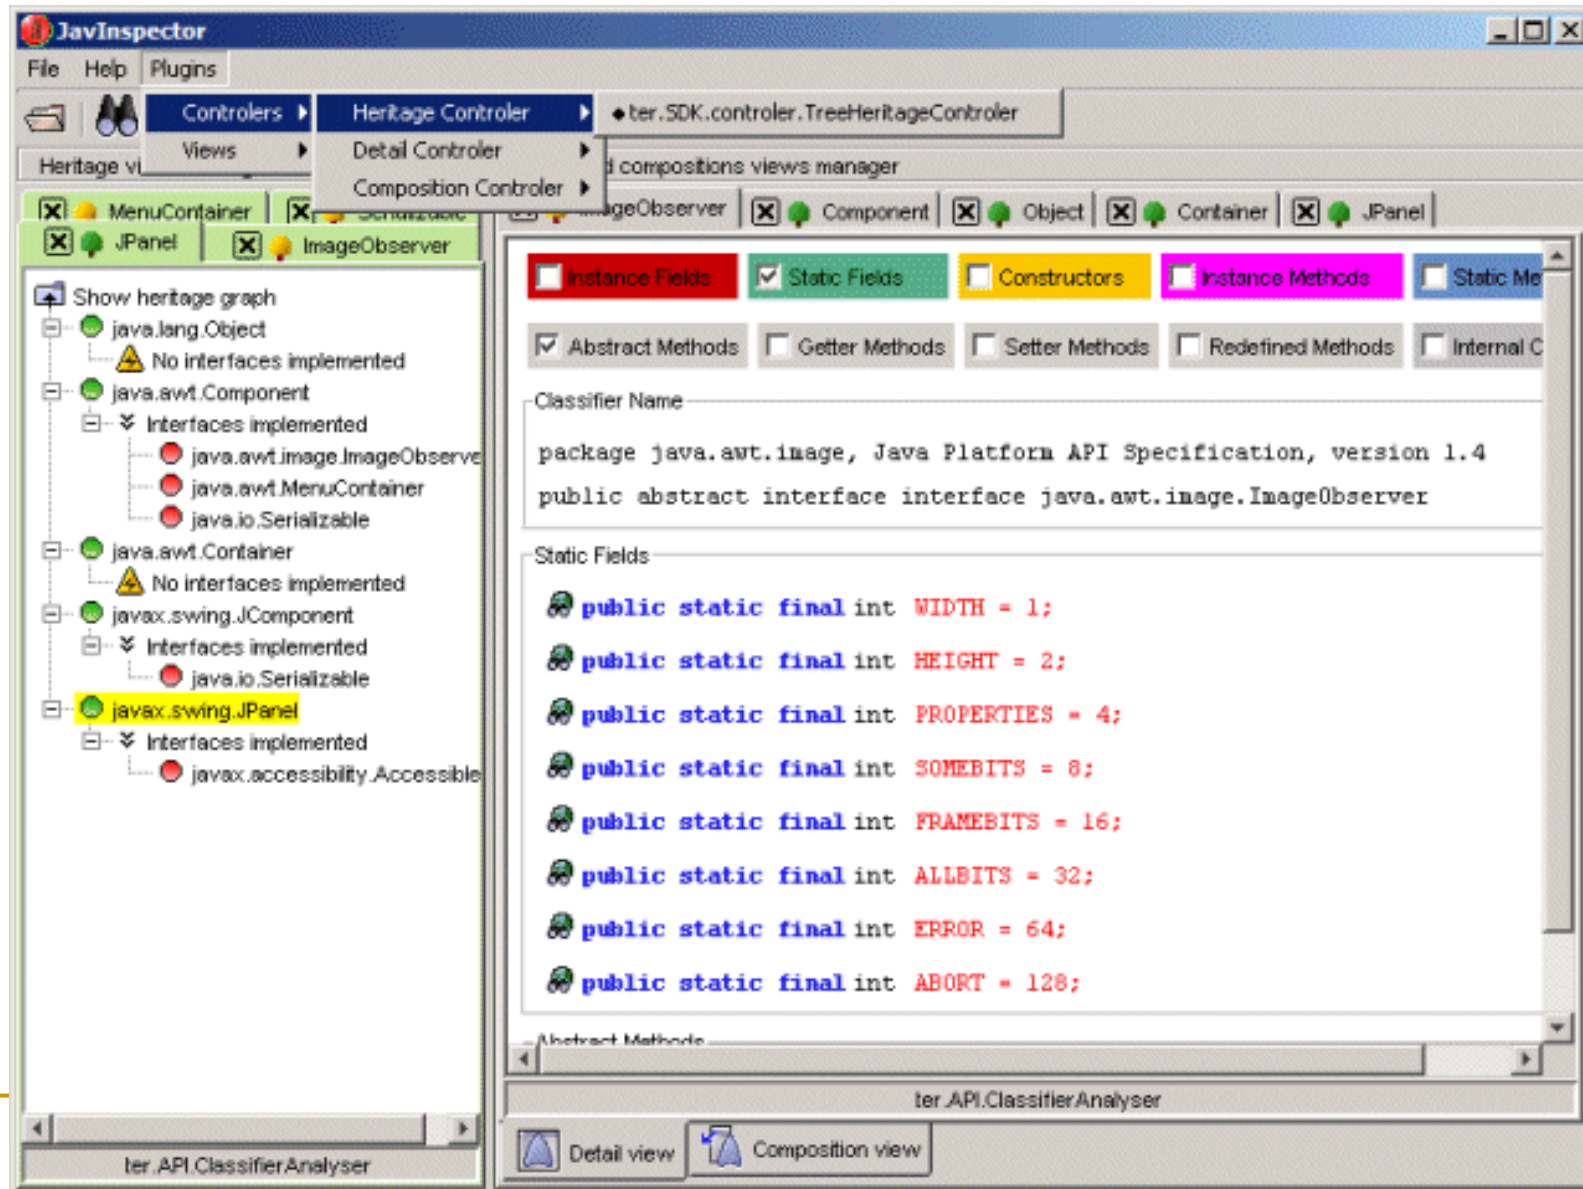 JavInspector
File Help Plugins
Controlers Heritage Controler ter.SDK.controler.TreeHeritageControler
Views Detail Controler
Composition Controler
Heritage compositions views manager
MenuContainer Serializable
JPanel ImageObserver
ImageObserver Component Object Container JPanel
Show heritage graph
java.lang.Object
No interfaces implemented
java.awt.Component
Interfaces implemented
java.awt.image.ImageObserve
java.awt.MenuContainer
java.io.Serializable
java.awt.Container
No interfaces implemented
javax.swing.JComponent
Interfaces implemented
java.io.Serializable
javax.swing.JPanel
Interfaces implemented
javax.accessibility.Accessible
ter.API.ClassifierAnalyser
Instance Fields Static Fields Constructors Instance Methods Static Me
Abstract Methods Getter Methods Setter Methods Redefined Methods Internal C
Classifier Name
package java.awt.image, Java Platform API Specification, version 1.4
public abstract interface interface java.awt.image.ImageObserver
Static Fields
public static final int WIDTH = 1;
public static final int HEIGHT = 2;
public static final int PROPERTIES = 4;
public static final int SOMEBITS = 8;
public static final int FRAMEBITS = 16;
public static final int ALLBITS = 32;
public static final int ERROR = 64;
public static final int ABORT = 128;
Abstract Methods
ter.API.ClassifierAnalyser
Detail view Composition view